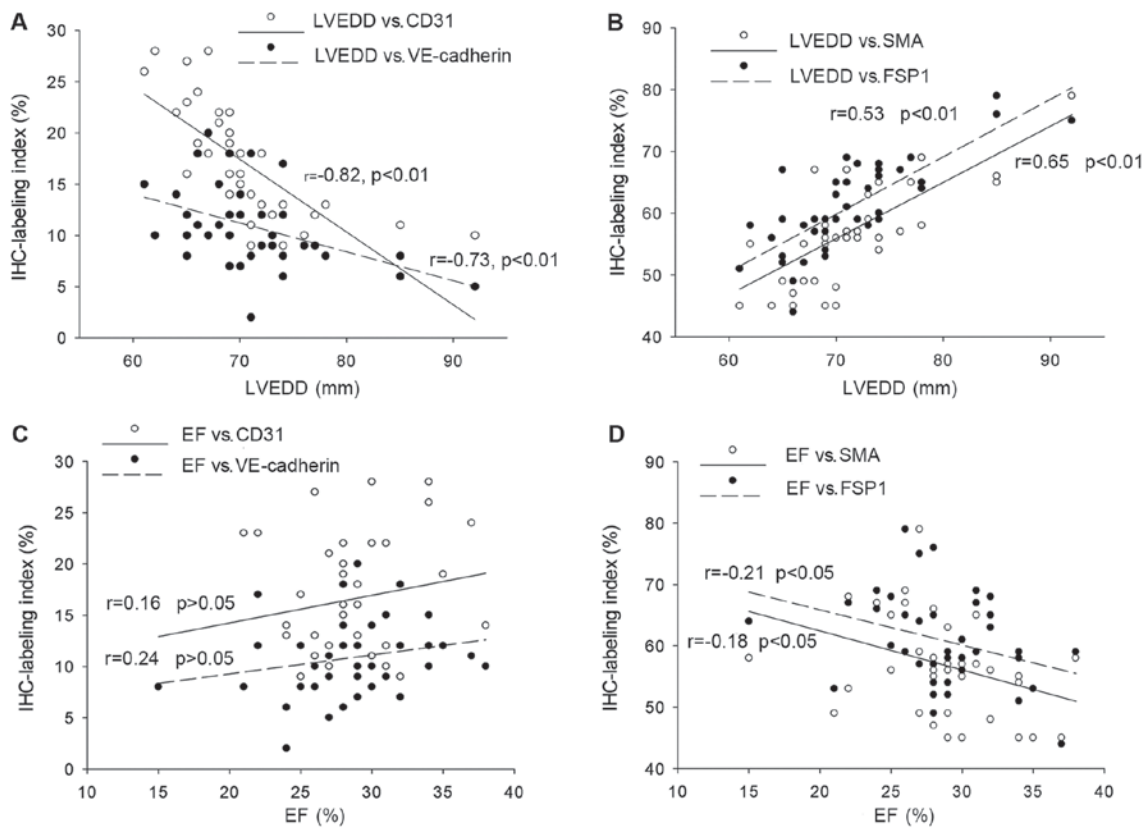 A
LVEDD vs.CD31
LVEDD vs.VE-cadherin
IHC-labeling index (%)
30
25
20
15
10
5
0
r=-0.82, p<0.01
r=-0.73, p<0.01
60 70 80 90
LVEDD (mm)
B
LVEDD vs.SMA
LVEDD vs.FSP1
IHC-labeling index (%)
90
80
70
60
50
40
r=0.53 p<0.01
r=0.65 p<0.01
60 70 80 90
LVEDD (mm)
C
EF vs.CD31
EF vs.VE-cadherin
IHC-labeling index (%)
30
25
20
15
10
5
0
r=0.16 p>0.05
r=0.24 p>0.05
10 15 20 25 30 35 40
EF (%)
D
EF vs.SMA
EF vs.FSP1
IHC-labeling index (%)
90
80
70
60
50
40
r=-0.21 p<0.05
r=-0.18 p<0.05
10 15 20 25 30 35 40
EF (%)